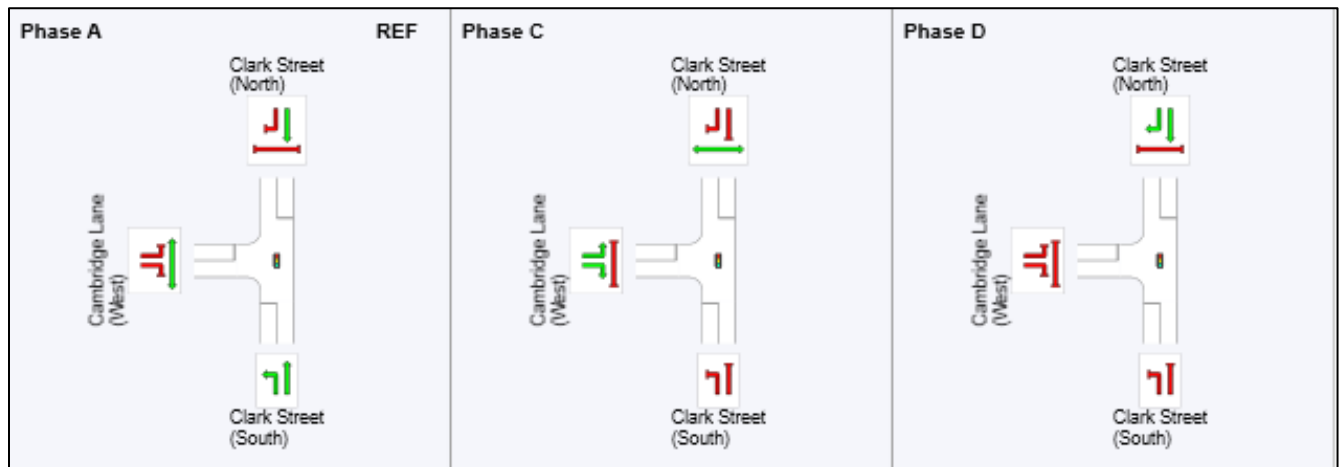 Phase A
REF
Clark Street
(North)
Cambridge Lane
(West)
Clark Street
(South)
Phase C
Clark Street
(North)
Cambridge Lane
(West)
Clark Street
(South)
Phase D
Clark Street
(North)
Cambridge Lane
(West)
Clark Street
(South)